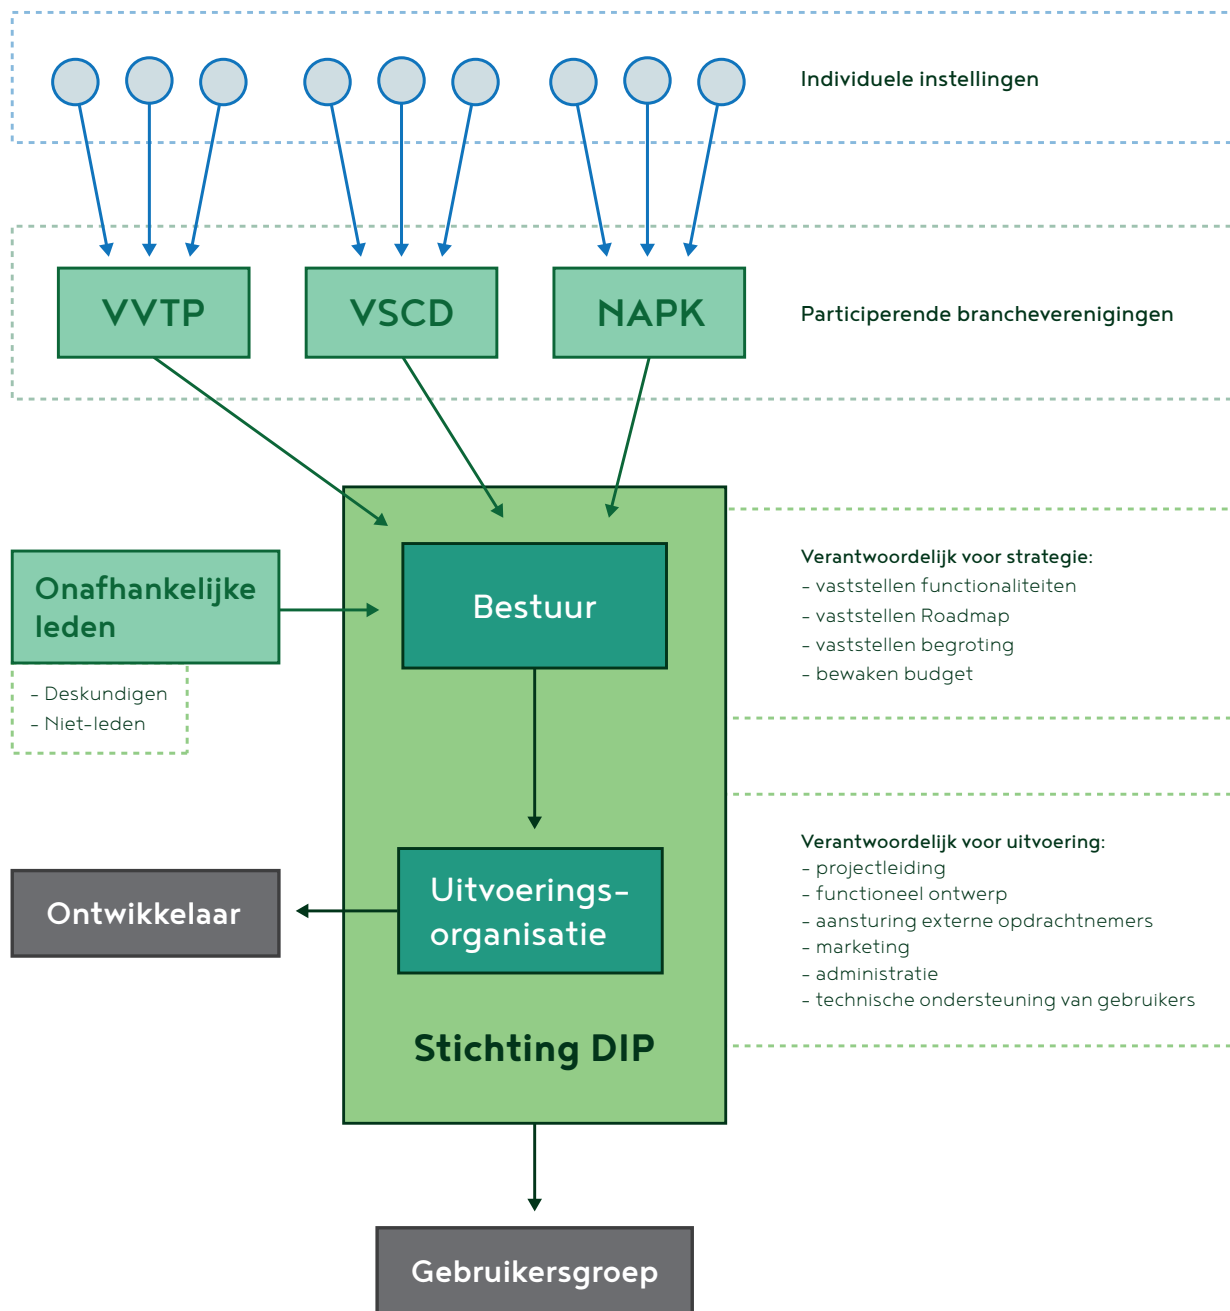 Individuele instellingen
VVTP
VSCD
NAPK
Participerende brancheverenigingen
Onafhankelijke
leden
- Deskundigen
- Niet-leden
Bestuur
Verantwoordelijk voor strategie:
- vaststellen functionaliteiten
- vaststellen Roadmap
- vaststellen begroting
- bewaken budget
Ontwikkelaar
Uitvoerings-
organisatie
Stichting DIP
Verantwoordelijk voor uitvoering:
- projectleiding
- functioneel ontwerp
- aansturing externe opdrachtnemers
- marketing
- administratie
- technische ondersteuning van gebruikers
Gebruikersgroep